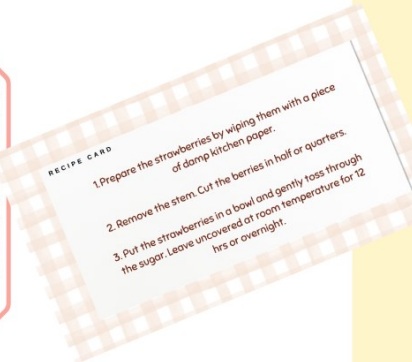 RECIPE CARD
1.Prepare the strawberries by wiping them with a piece
of damp kitchen paper.
2. Remove the stem. Cut the berries in half or quarters.
3. Put the strawberries in a bowl and gently toss through
the sugar. Leave uncovered at room temperature for 12
hrs or overnight.